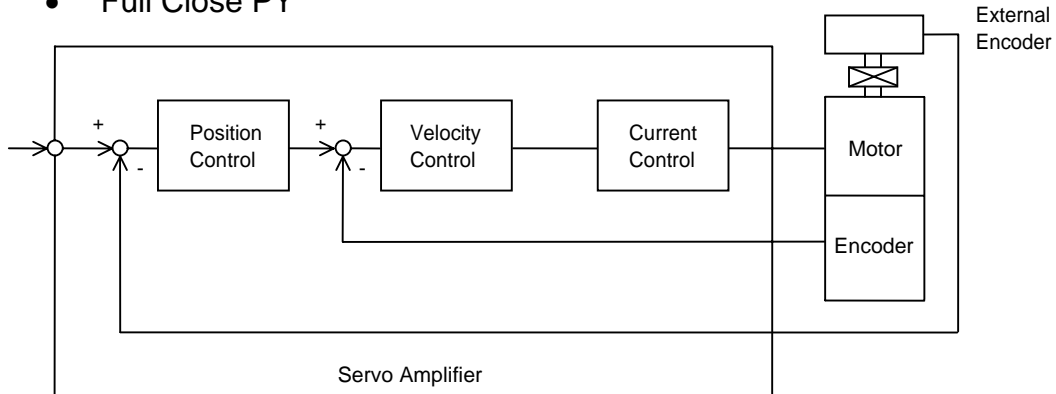 • Full Close PY
External
Encoder
+
-
Position
Control
+
-
Velocity
Control
Current
Control
Motor
Encoder
Servo Amplifier